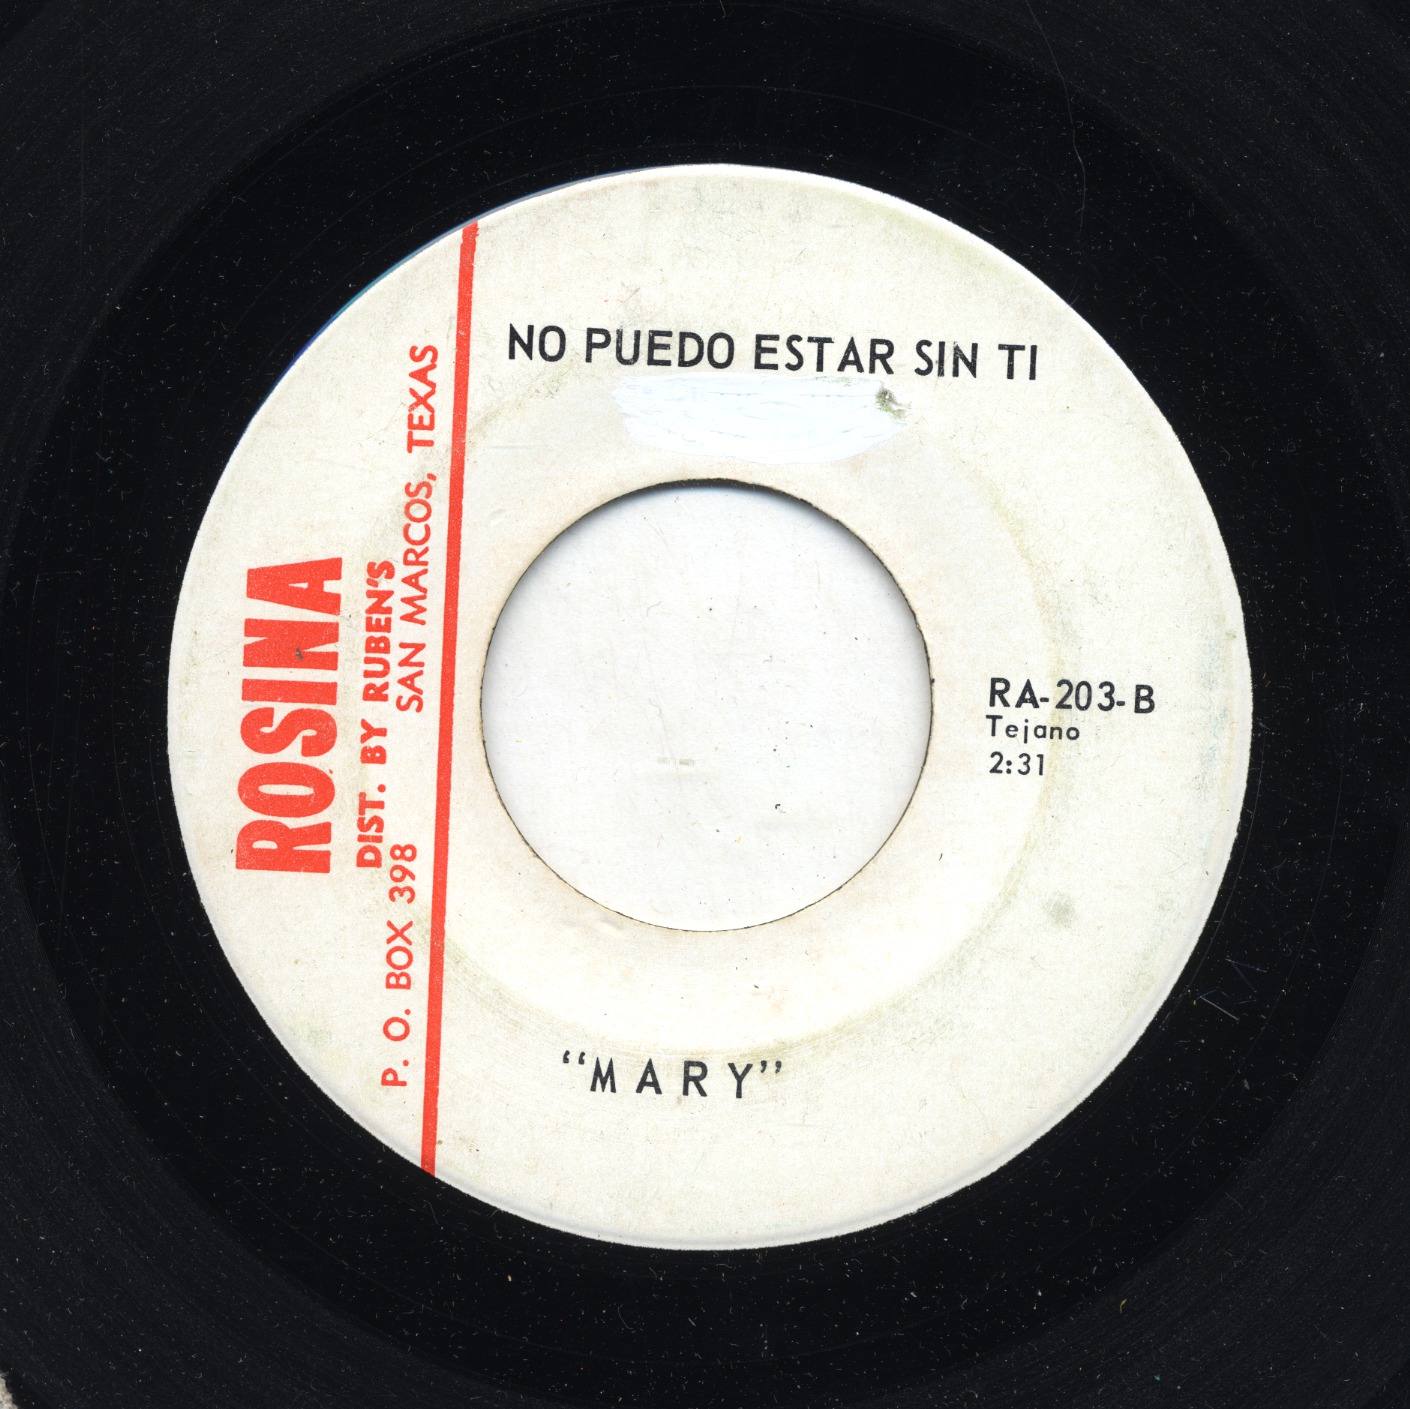 NO PUEDO ESTAR SIN TI
ROSINA
DIST. BY RUBEN'S
P. O. BOX 398 SAN MARCOS, TEXAS
RA-203-B
Tejano
2:31
“MARY”